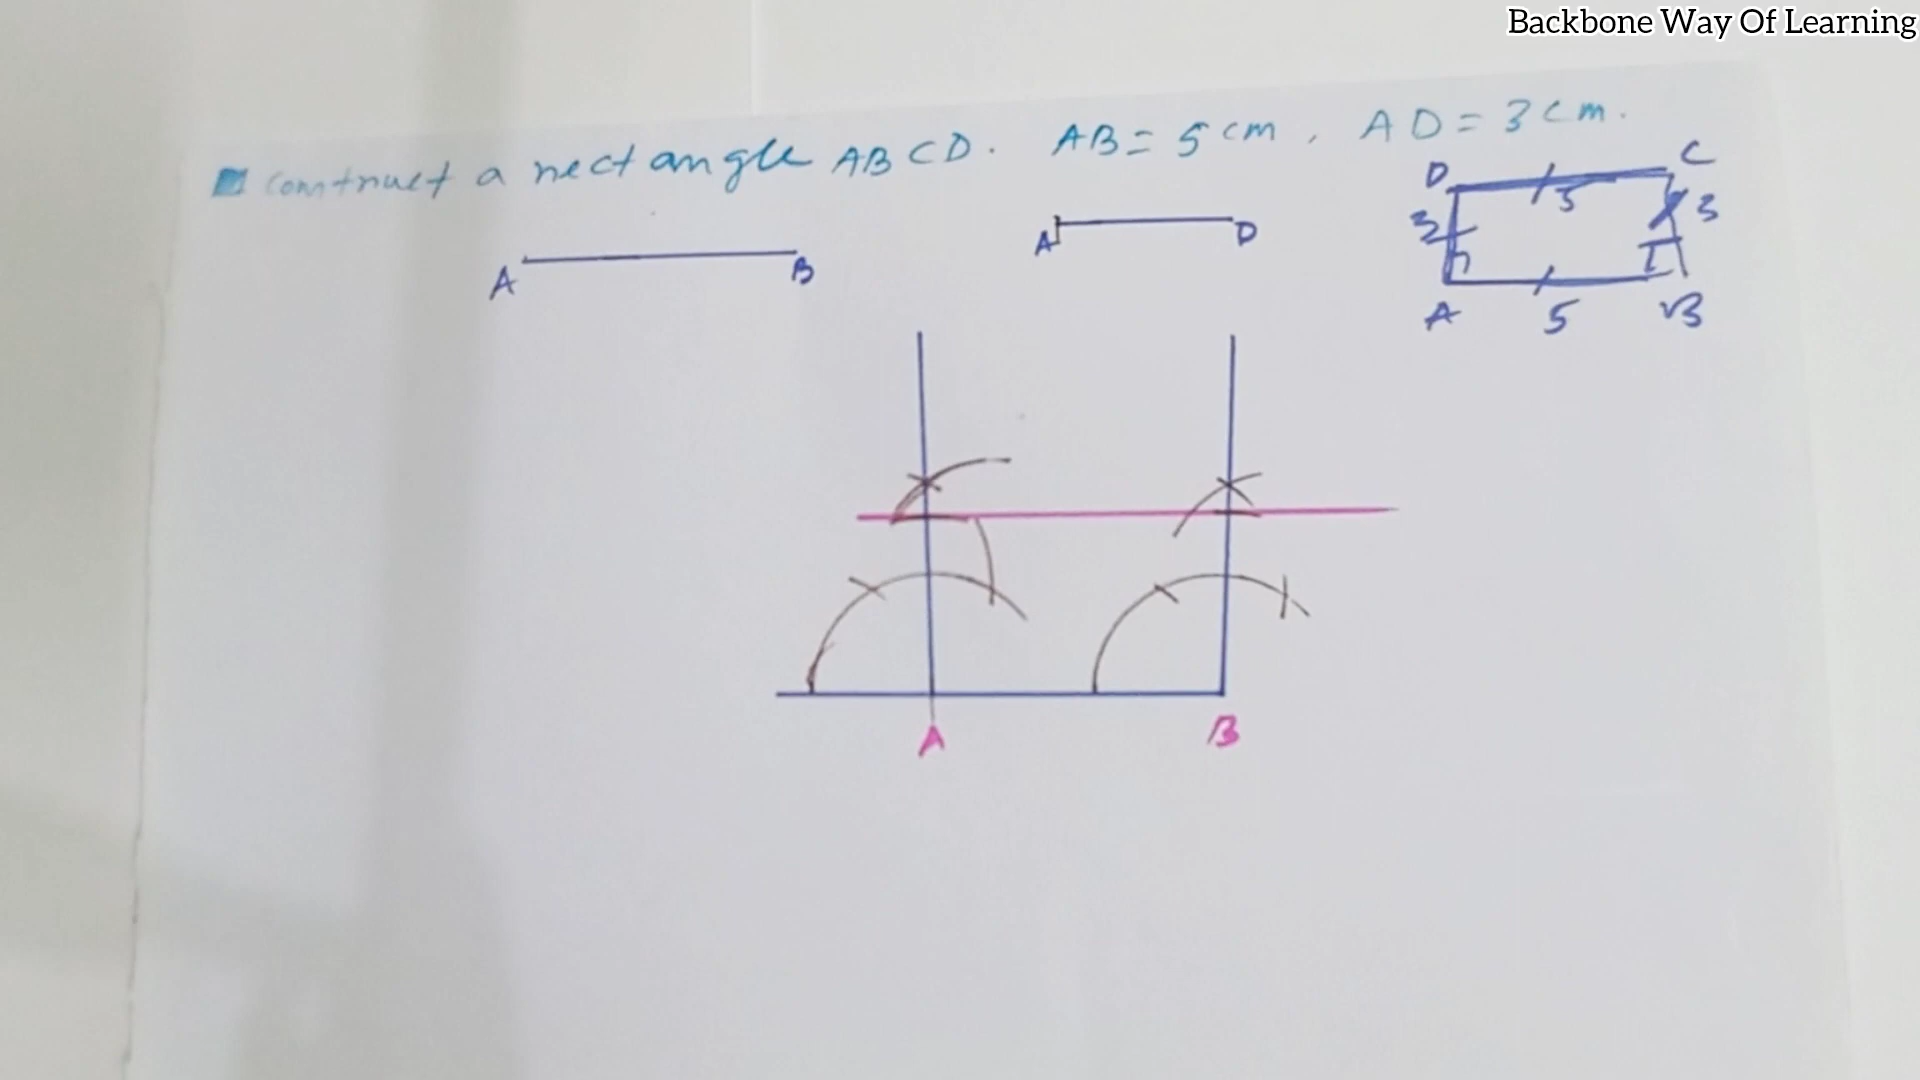 Backbone Way Of Learning
Construct a rectangle ABCD. AB = 5 cm, AD = 3 cm.
A B
A D
D C
5
3 3
A 5 B
A B